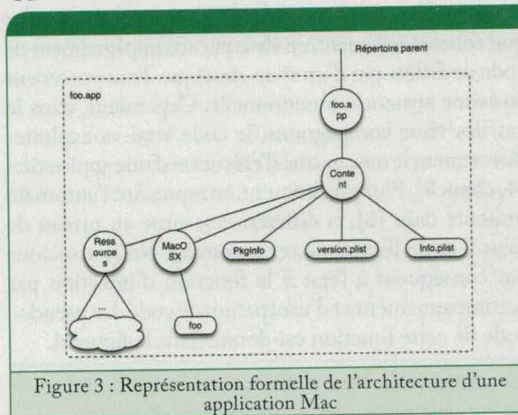 Répertoire parent
foo.app
foo.a
pp
Conte
nt
Ress
source
s
MacO
SX
PkgInfo
version.plist
Info.plist
...
foo
Figure 3 : Représentation formelle de l'architecture d'une
application Mac